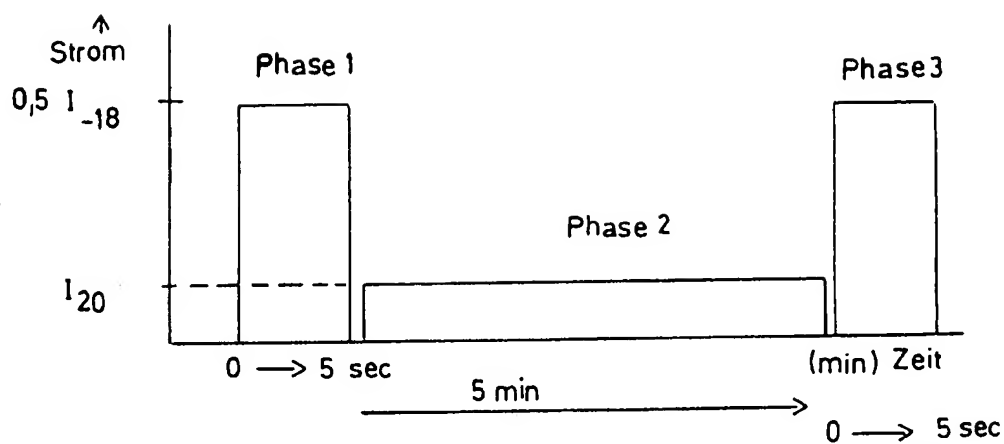 Strom
Phase 1
Phase 3
0,5 I-18
Phase 2
I20
0 → 5 sec
(min) Zeit
5 min
0 → 5 sec